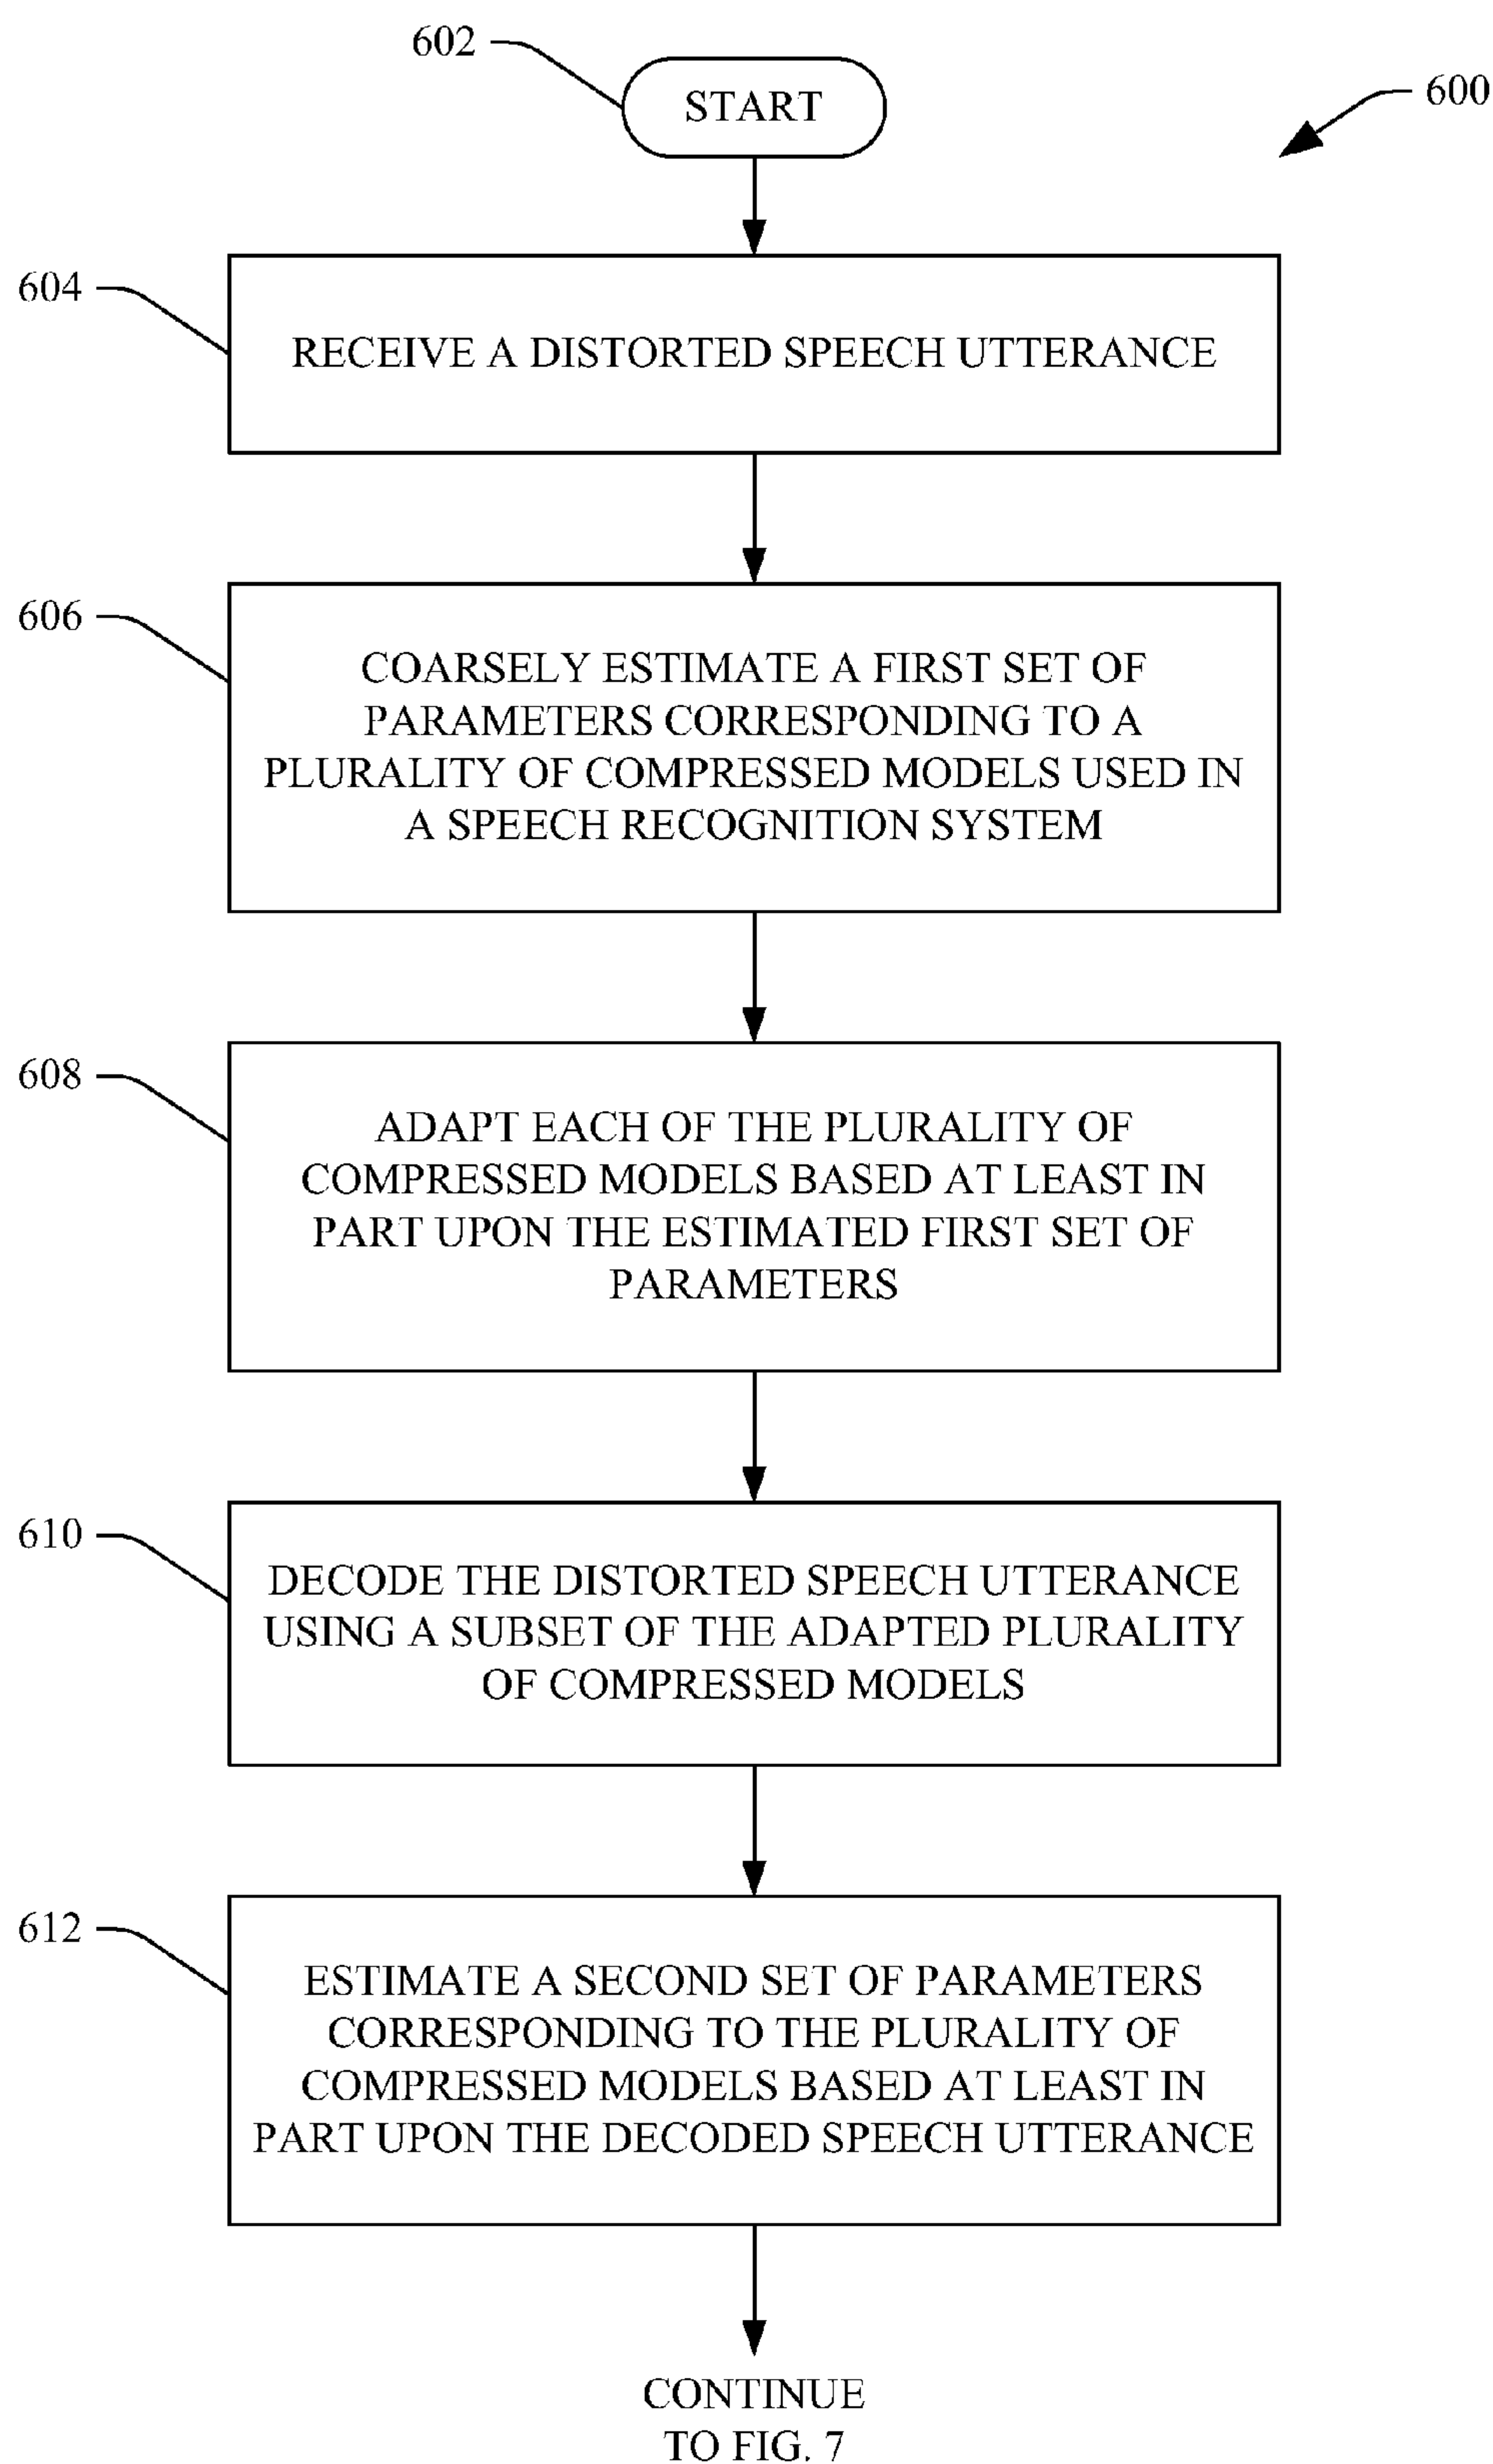 602
START
600
604
RECEIVE A DISTORTED SPEECH UTTERANCE
606
COARSELY ESTIMATE A FIRST SET OF
PARAMETERS CORRESPONDING TO A
PLURALITY OF COMPRESSED MODELS USED IN
A SPEECH RECOGNITION SYSTEM
608
ADAPT EACH OF THE PLURALITY OF
COMPRESSED MODELS BASED AT LEAST IN
PART UPON THE ESTIMATED FIRST SET OF
PARAMETERS
610
DECODE THE DISTORTED SPEECH UTTERANCE
USING A SUBSET OF THE ADAPTED PLURALITY
OF COMPRESSED MODELS
612
ESTIMATE A SECOND SET OF PARAMETERS
CORRESPONDING TO THE PLURALITY OF
COMPRESSED MODELS BASED AT LEAST IN
PART UPON THE DECODED SPEECH UTTERANCE
CONTINUE
TO FIG. 7